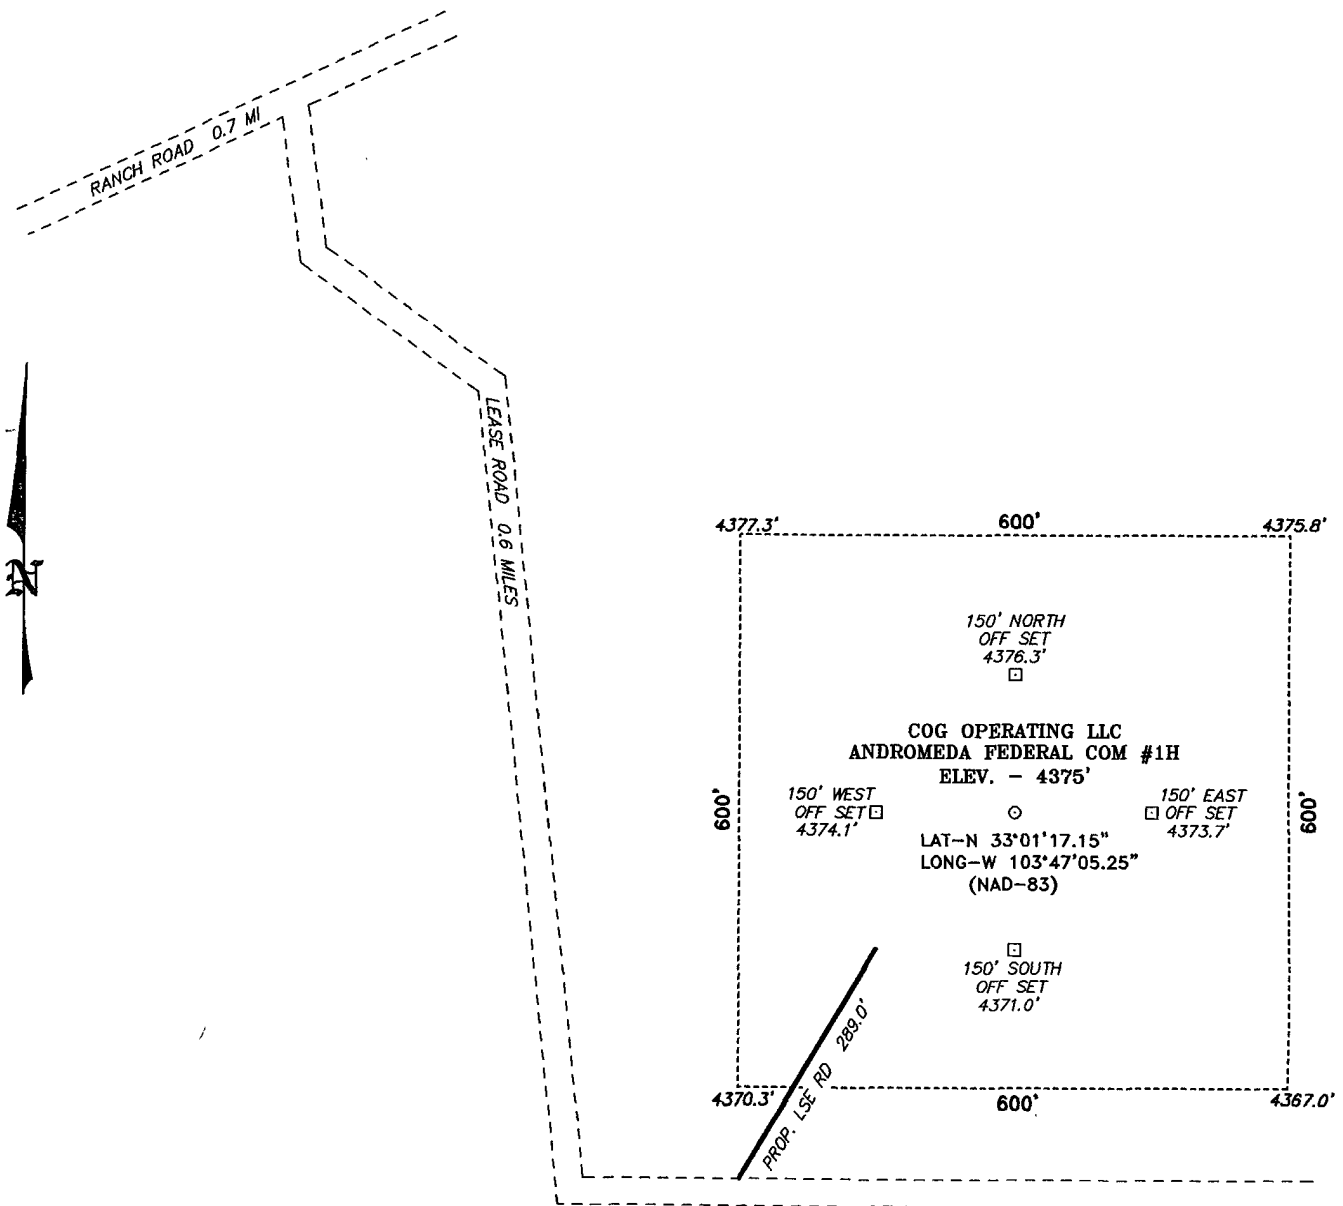 RANCH ROAD 0.7 MI
LEASE ROAD 0.6 MILES
N
4377.3'
600'
4375.8'
150' NORTH
OFF SET
4376.3'
COG OPERATING LLC
ANDROMEDA FEDERAL COM #1H
ELEV. - 4375'
600'
150' WEST
OFF SET
4374.1'
150' EAST
OFF SET
4373.7'
600'
LAT-N 33°01'17.15"
LONG-W 103°47'05.25"
(NAD-83)
150' SOUTH
OFF SET
4371.0'
PROP. LSE RD 289.0'
4370.3'
600'
4367.0'